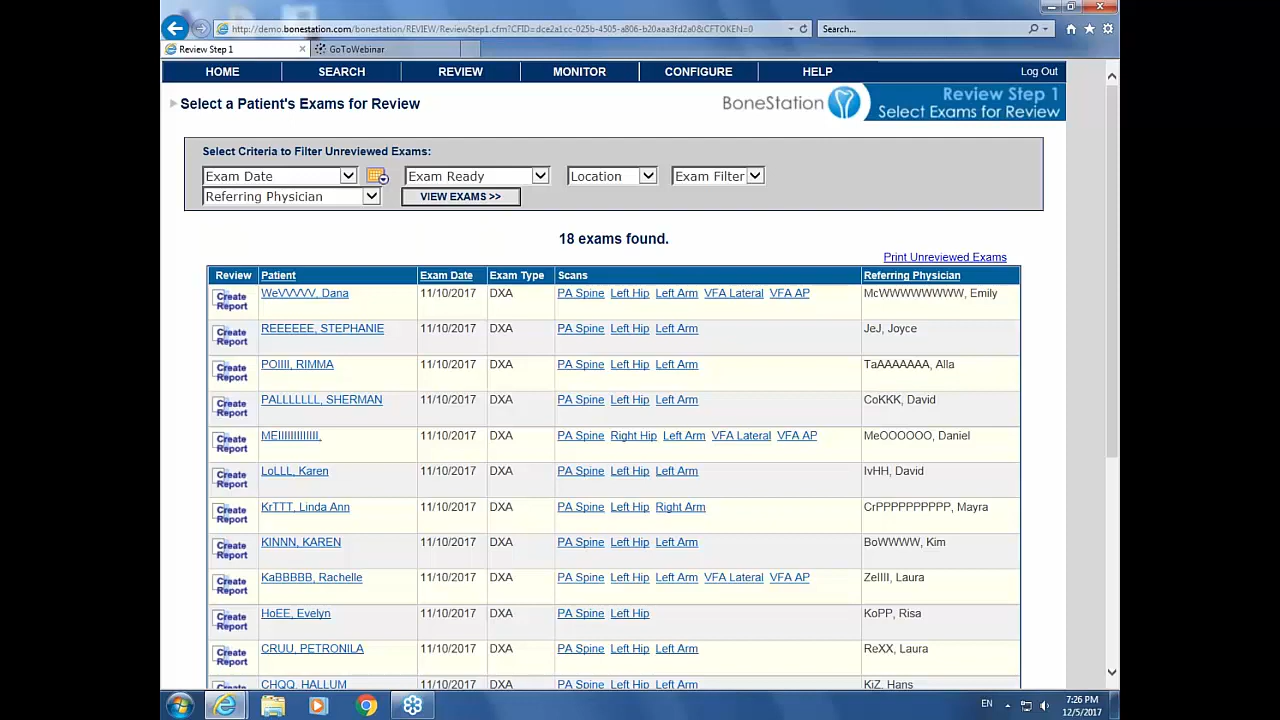 http://demo.bonestation.com/bonestation/REVIEW/ReviewStep1.cfm?CFID=dce2a1cc-025b-4505-a806-b20aaa3fd2a0&CFTOKEN=0
Search...
Review Step 1
GoToWebinar
HOME SEARCH REVIEW MONITOR CONFIGURE HELP Log Out
Select a Patient's Exams for Review
BoneStation
Review Step 1
Select Exams for Review
Select Criteria to Filter Unreviewed Exams:
Exam Date Exam Ready Location Exam Filter
Referring Physician VIEW EXAMS >>
18 exams found.
Print Unreviewed Exams
Review Patient Exam Date Exam Type Scans Referring Physician
Create Report WeVVVVV, Dana 11/10/2017 DXA PA Spine Left Hip Left Arm VFA Lateral VFA AP McWWWWWWWW, Emily
Create Report REEEEEE, STEPHANIE 11/10/2017 DXA PA Spine Left Hip Left Arm JeJ, Joyce
Create Report POIIII, RIMMA 11/10/2017 DXA PA Spine Left Hip Left Arm TaAAAAAAA, Alla
Create Report PALLLLLLL, SHERMAN 11/10/2017 DXA PA Spine Left Hip Left Arm CoKKK, David
Create Report 11/10/2017 DXA PA Spine Right Hip Left Arm VFA Lateral VFA AP MeOOOOOO, Daniel
Create Report LoLLL, Karen 11/10/2017 DXA PA Spine Left Hip Left Arm IvHH, David
Create Report KrTTT, Linda Ann 11/10/2017 DXA PA Spine Left Hip Right Arm CrPPPPPPPPPP, Mayra
Create Report KINNN, KAREN 11/10/2017 DXA PA Spine Left Hip Left Arm BoWWWW, Kim
Create Report KaBBBBB, Rachelle 11/10/2017 DXA PA Spine Left Hip Left Arm VFA Lateral VFA AP ZeIIII, Laura
Create Report HoEE, Evelyn 11/10/2017 DXA PA Spine Left Hip KoPP, Risa
Create Report CRUU, PETRONILA 11/10/2017 DXA PA Spine Left Hip Left Arm ReXX, Laura
Create CHQQ, HALLUM 11/10/2017 DXA PA Spine Left Hip Left Arm KiZ, Hans
EN
7:26 PM
12/5/2017